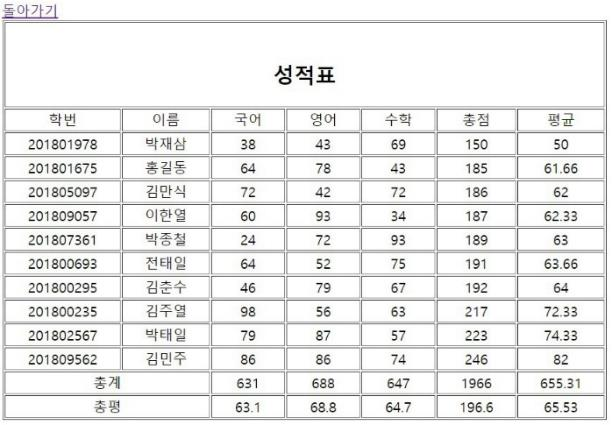 돌아가기
성적표
학번 이름 국어 영어 수학 총점 평균
201801978 박재삼 38 43 69 150 50
201801675 홍길동 64 78 43 185 61.66
201805097 김만식 72 42 72 186 62
201809057 이한열 60 93 34 187 62.33
201807361 박종철 24 72 93 189 63
201800693 전태일 64 52 75 191 63.66
201800295 김춘수 46 79 67 192 64
201800235 김주열 98 56 63 217 72.33
201802567 박태일 79 87 57 223 74.33
201809562 김민주 86 86 74 246 82
총계 631 688 647 1966 655.31
총평 63.1 68.8 64.7 196.6 65.53